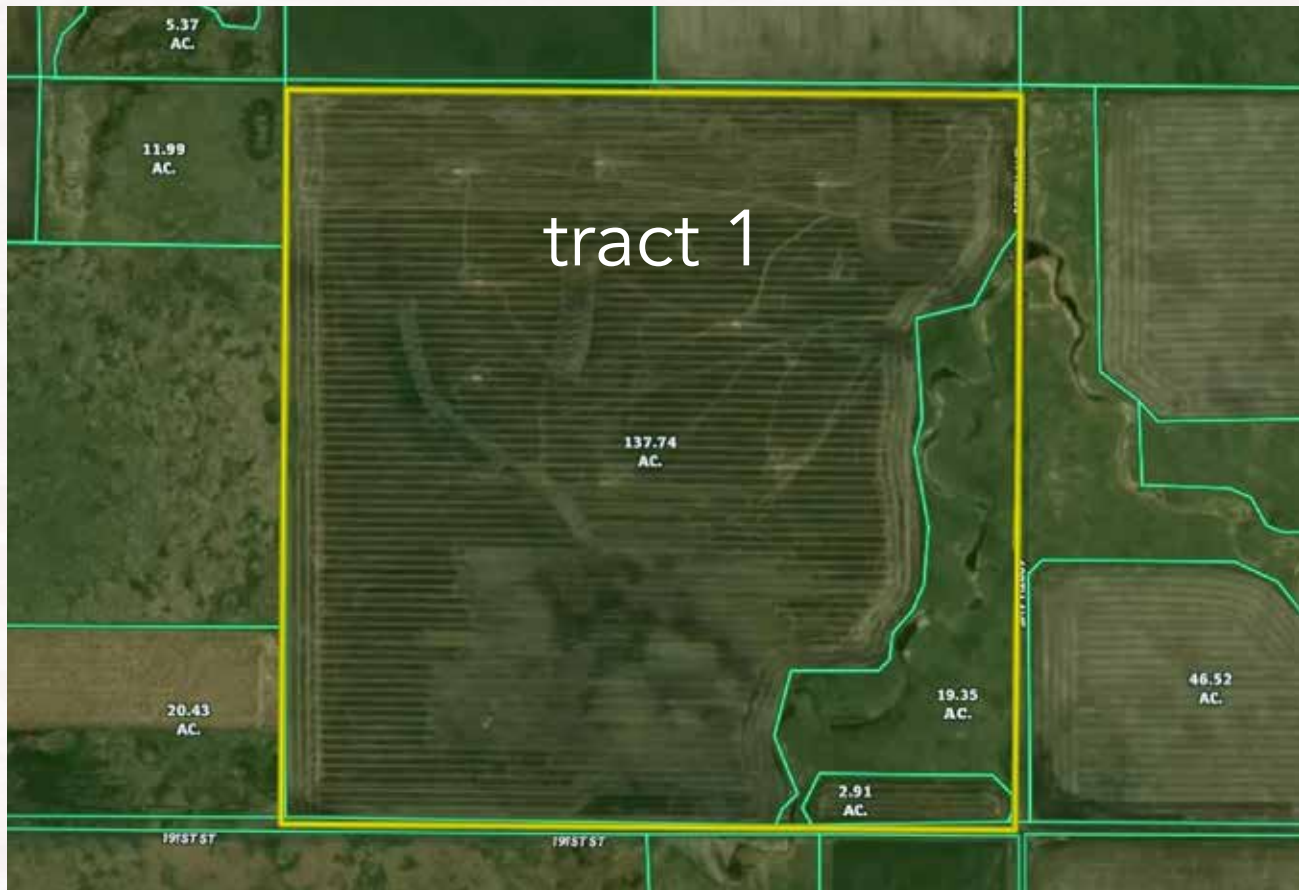 5.37
AC.
11.99
AC.
tract 1
137.74
AC.
19.35
AC.
46.52
AC.
20.43
AC.
2.91
AC.
191ST ST
191ST ST